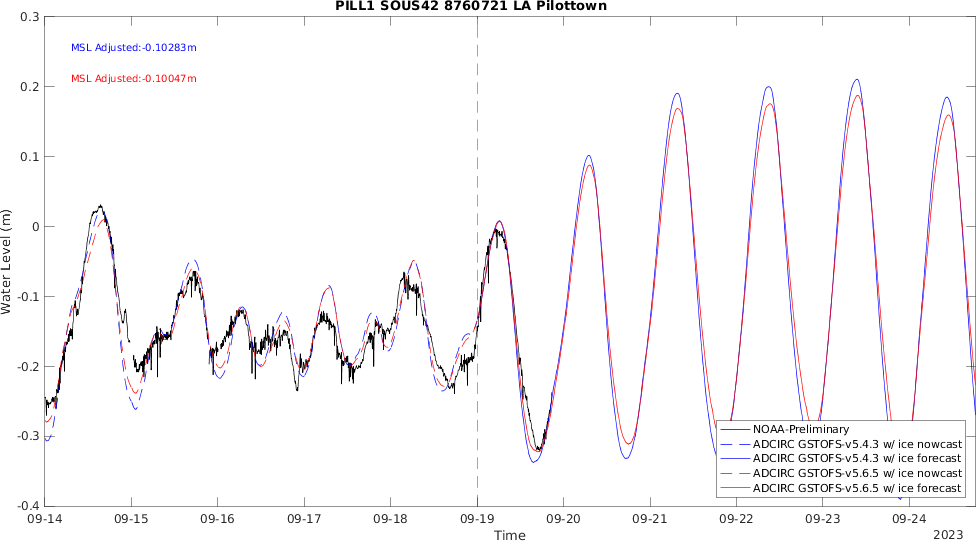 PILL1 SOUS42 8760721 LA Pilottown
MSL Adjusted:-0.10283m
MSL Adjusted:-0.10047m
Water Level (m)
0.3
0.2
0.1
0
-0.1
-0.2
-0.3
-0.4
NOAA-Preliminary
ADCIRC GSTOFS-v5.4.3 w/ ice nowcast
ADCIRC GSTOFS-v5.4.3 w/ ice forecast
ADCIRC GSTOFS-v5.6.5 w/ ice nowcast
ADCIRC GSTOFS-v5.6.5 w/ ice forecast
09-14 09-15 09-16 09-17 09-18 09-19 09-20 09-21 09-22 09-23 09-24
Time
2023